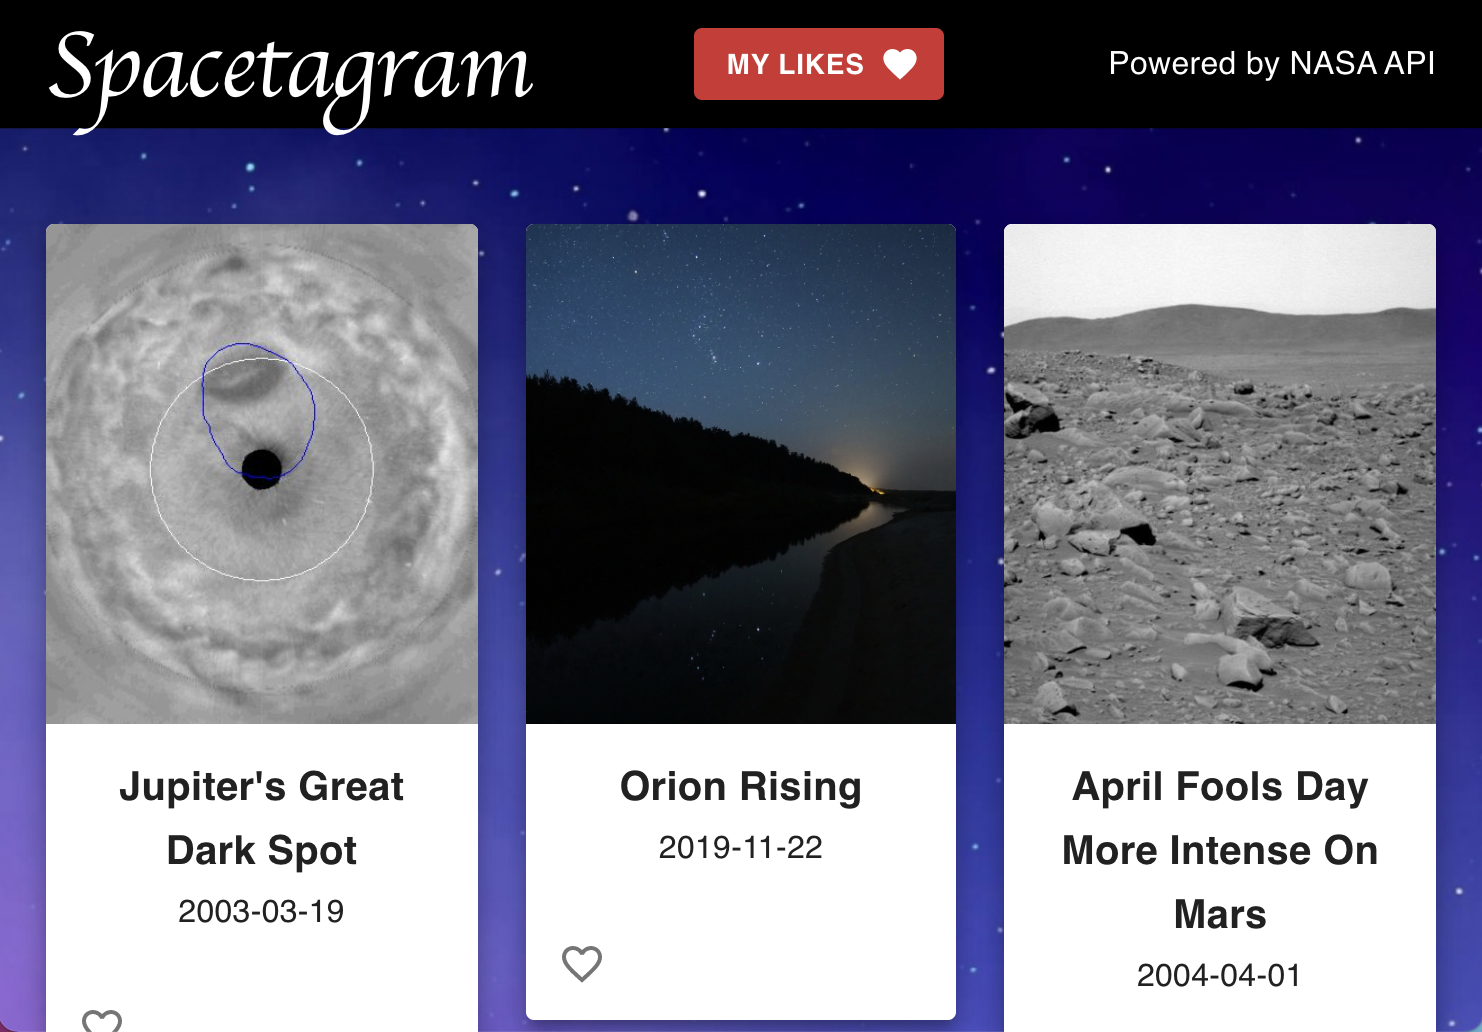 Spacetagram
MY LIKES
Powered by NASA API
Jupiter's Great
Dark Spot
2003-03-19
Orion Rising
2019-11-22
April Fools Day
More Intense On
Mars
2004-04-01